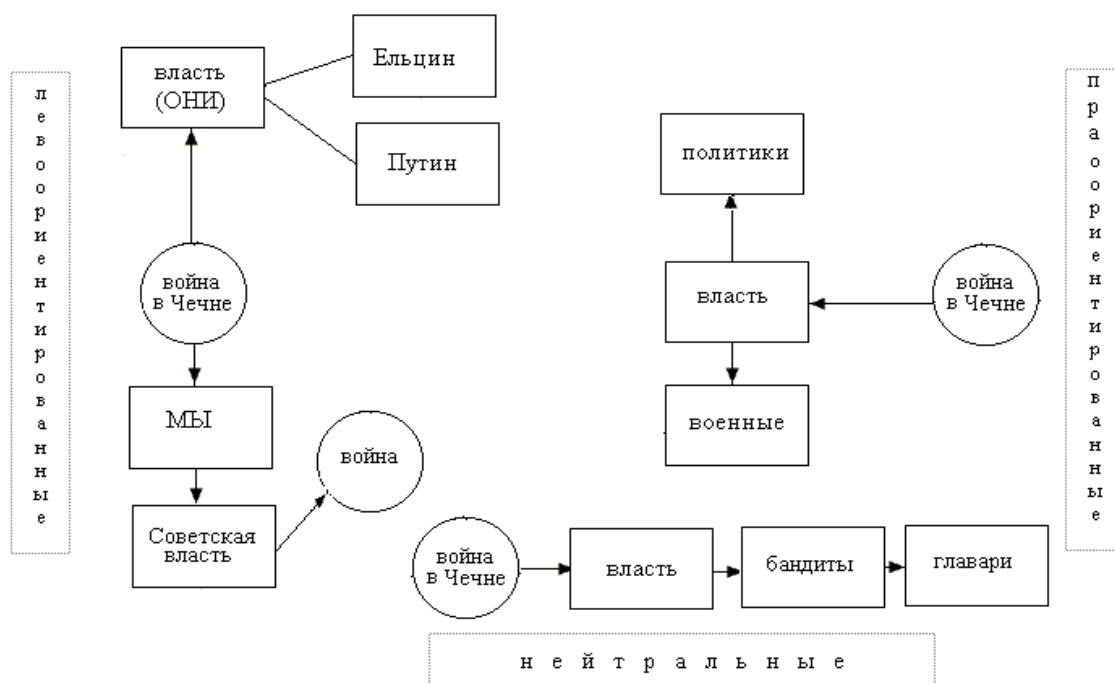 левоориентированные
власть
(ОНИ)
Ельцин
Путин
война
в Чечне
МЫ
Советская
власть
война
политики
власть
военные
война
в Чечне
Праоориентированные
война
в Чечне
власть
бандиты
главари
нейтральные